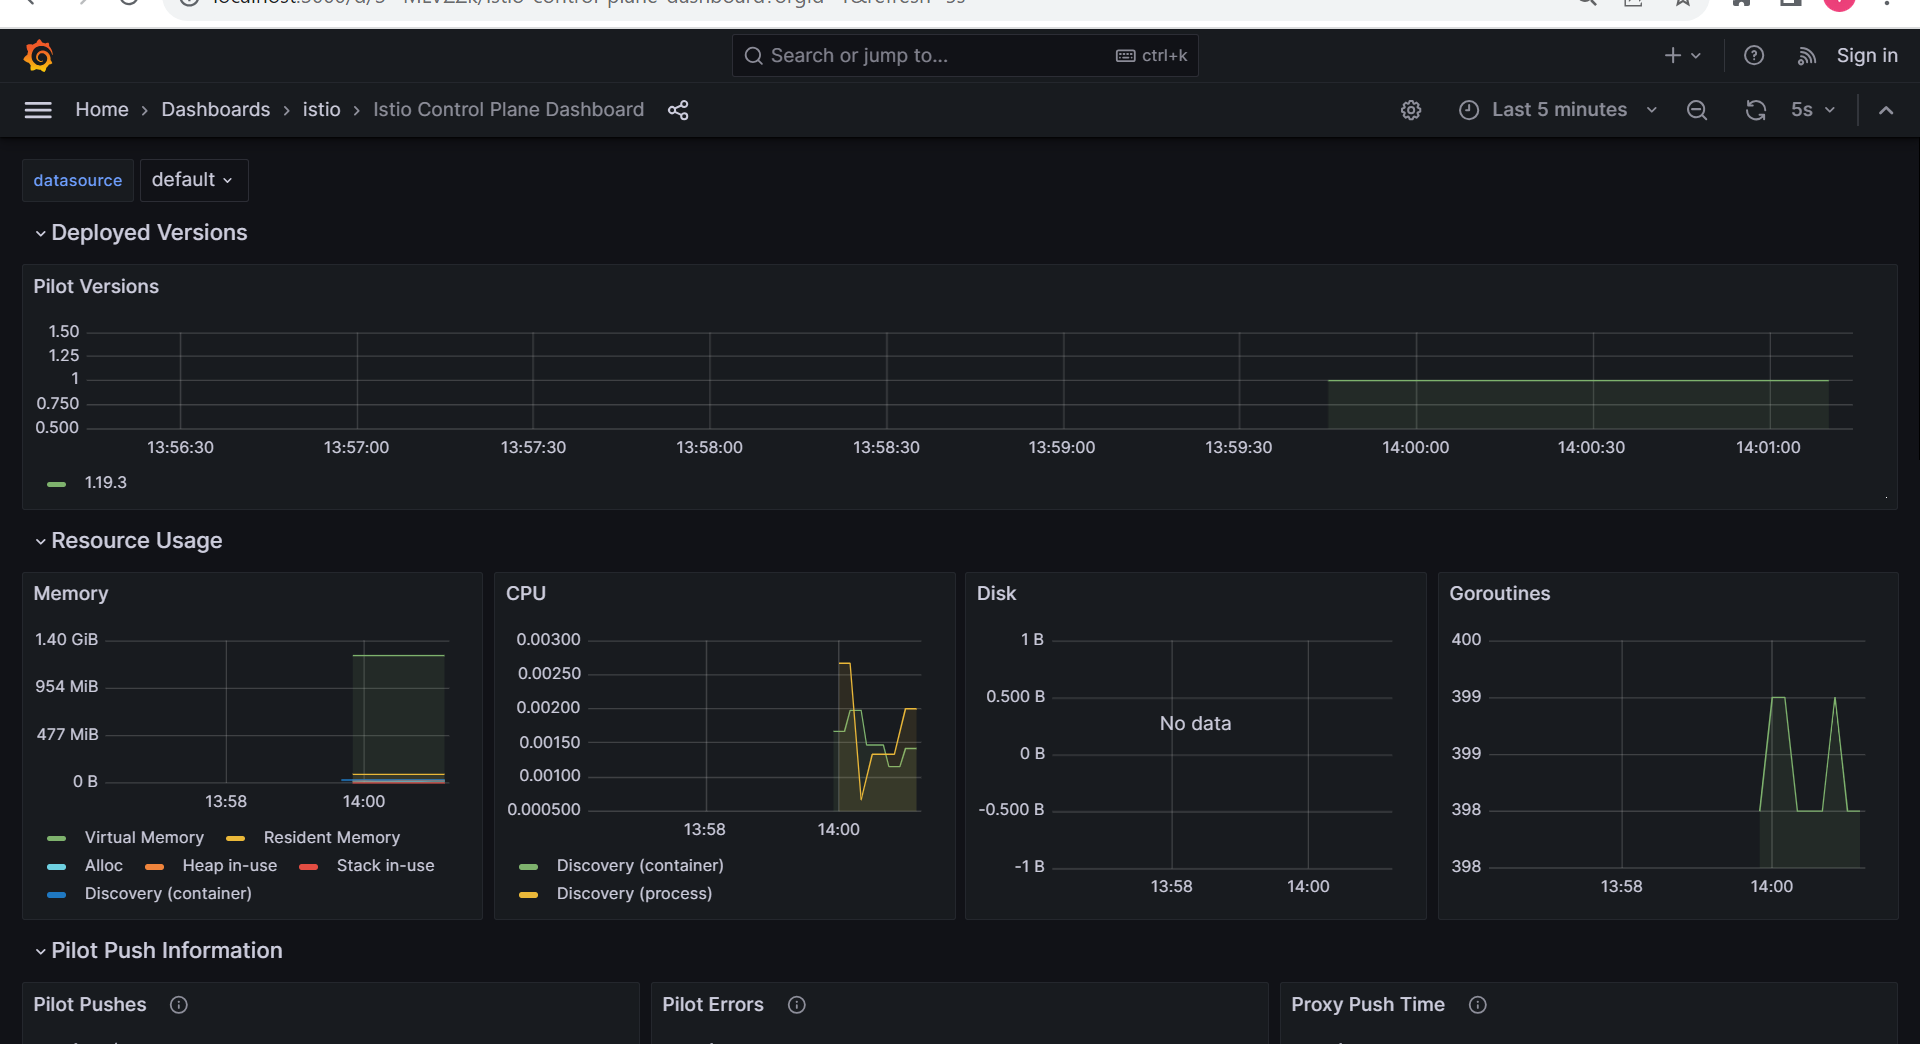 Search or jump to... ctrl+k Sign in
Home › Dashboards › istio › Istio Control Plane Dashboard Last 5 minutes 5s
datasource default
Deployed Versions
Pilot Versions
1.50
1.25
1
0.750
0.500
13:56:30 13:57:00 13:57:30 13:58:00 13:58:30 13:59:00 13:59:30 14:00:00 14:00:30 14:01:00
1.19.3
Resource Usage
Memory
1.40 GiB
954 MiB
477 MiB
0 B
13:58 14:00
Virtual Memory Resident Memory
Alloc Heap in-use Stack in-use
Discovery (container)
CPU
0.00300
0.00250
0.00200
0.00150
0.00100
0.000500
13:58 14:00
Discovery (container)
Discovery (process)
Disk
1 B
0.500 B
No data
0 B
-0.500 B
-1 B
13:58 14:00
Goroutines
400
399
399
398
398
13:58 14:00
Pilot Push Information
Pilot Pushes
Pilot Errors
Proxy Push Time